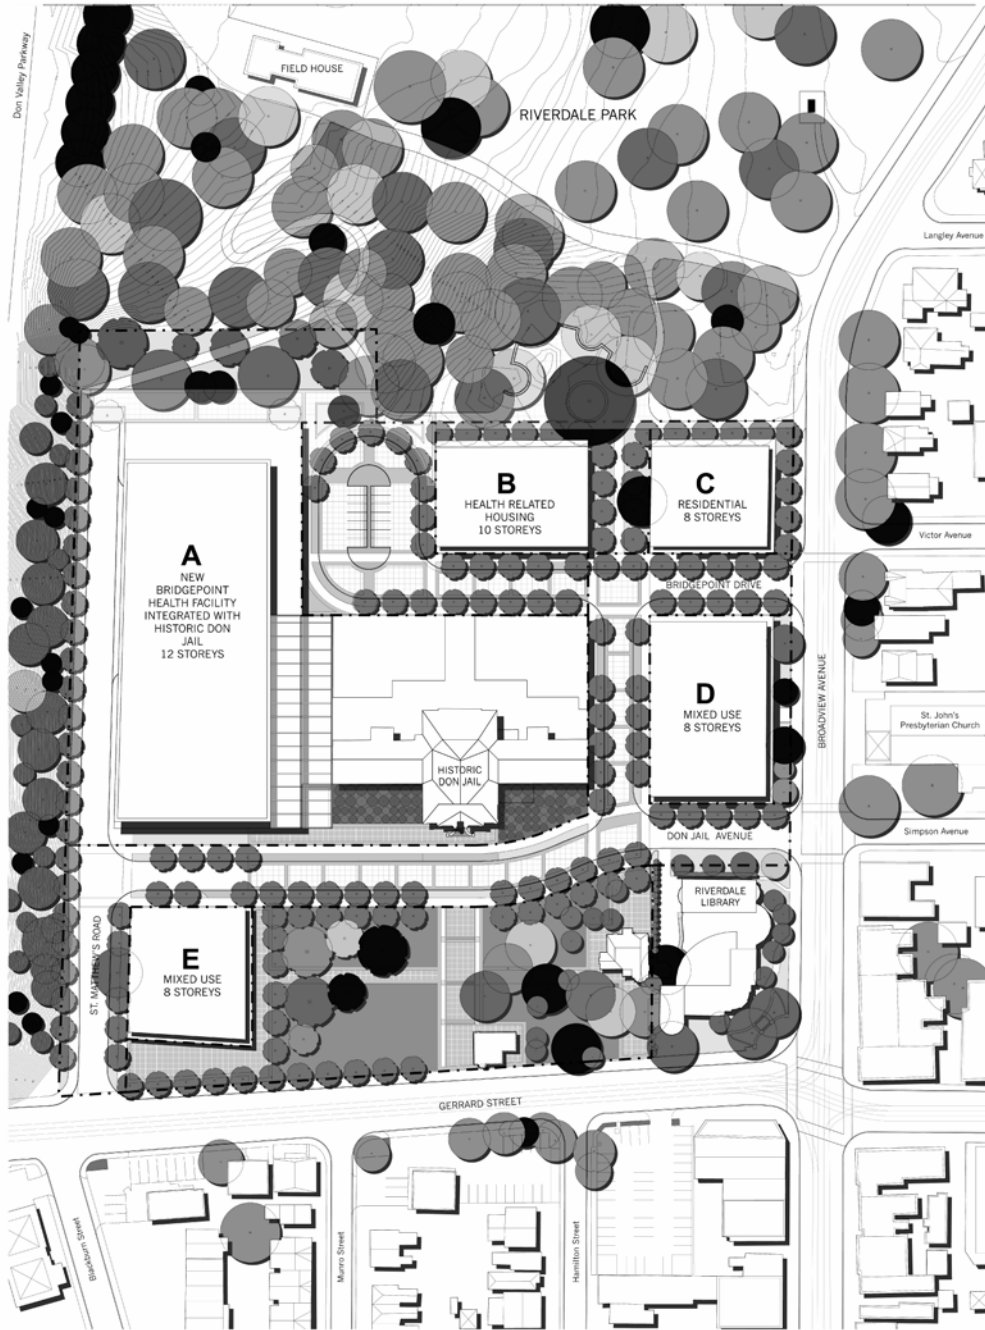 Don Valley Parkway
FIELD HOUSE
RIVERDALE PARK
Langley Avenue
A
NEW
BRIDGEPOINT
HEALTH FACILITY
INTEGRATED WITH
HISTORIC DON
JAIL
12 STOREYS
B
HEALTH RELATED
HOUSING
10 STOREYS
C
RESIDENTIAL
8 STOREYS
Victor Avenue
BRIDGEPOINT DRIVE
D
MIXED USE
8 STOREYS
BROADVIEW AVENUE
St. John's
Presbyterian Church
HISTORIC
DON JAIL
DON JAIL AVENUE
Simpson Avenue
RIVERDALE
LIBRARY
ST. MATTHEW'S ROAD
E
MIXED USE
8 STOREYS
GERRARD STREET
Blackburn Street
Munro Street
Hamilton Street